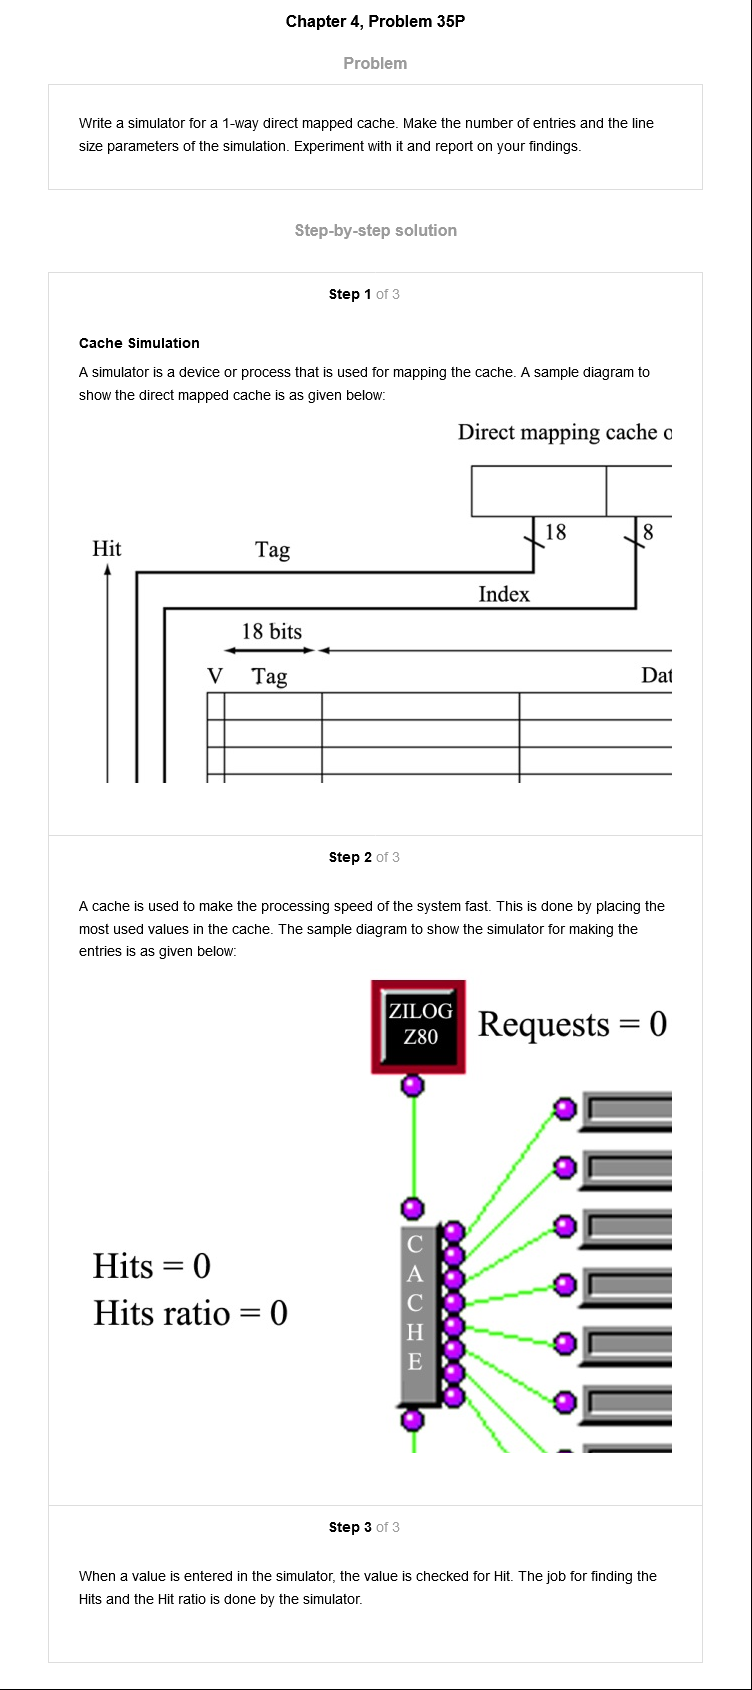 Chapter 4, Problem 35P
Problem
Write a simulator for a 1-way direct mapped cache. Make the number of entries and the line
size parameters of the simulation. Experiment with it and report on your findings.
Step-by-step solution
Step 1 of 3
Cache Simulation
A simulator is a device or process that is used for mapping the cache. A sample diagram to
show the direct mapped cache is as given below:
Direct mapping cache o
18
8
Hit
Tag
Index
18 bits
V Tag
Dat
Step 2 of 3
A cache is used to make the processing speed of the system fast. This is done by placing the
most used values in the cache. The sample diagram to show the simulator for making the
entries is as given below:
ZILOG
Z80
Requests = 0
C
A
C
H
E
Hits = 0
Hits ratio = 0
Step 3 of 3
When a value is entered in the simulator, the value is checked for Hit. The job for finding the
Hits and the Hit ratio is done by the simulator.